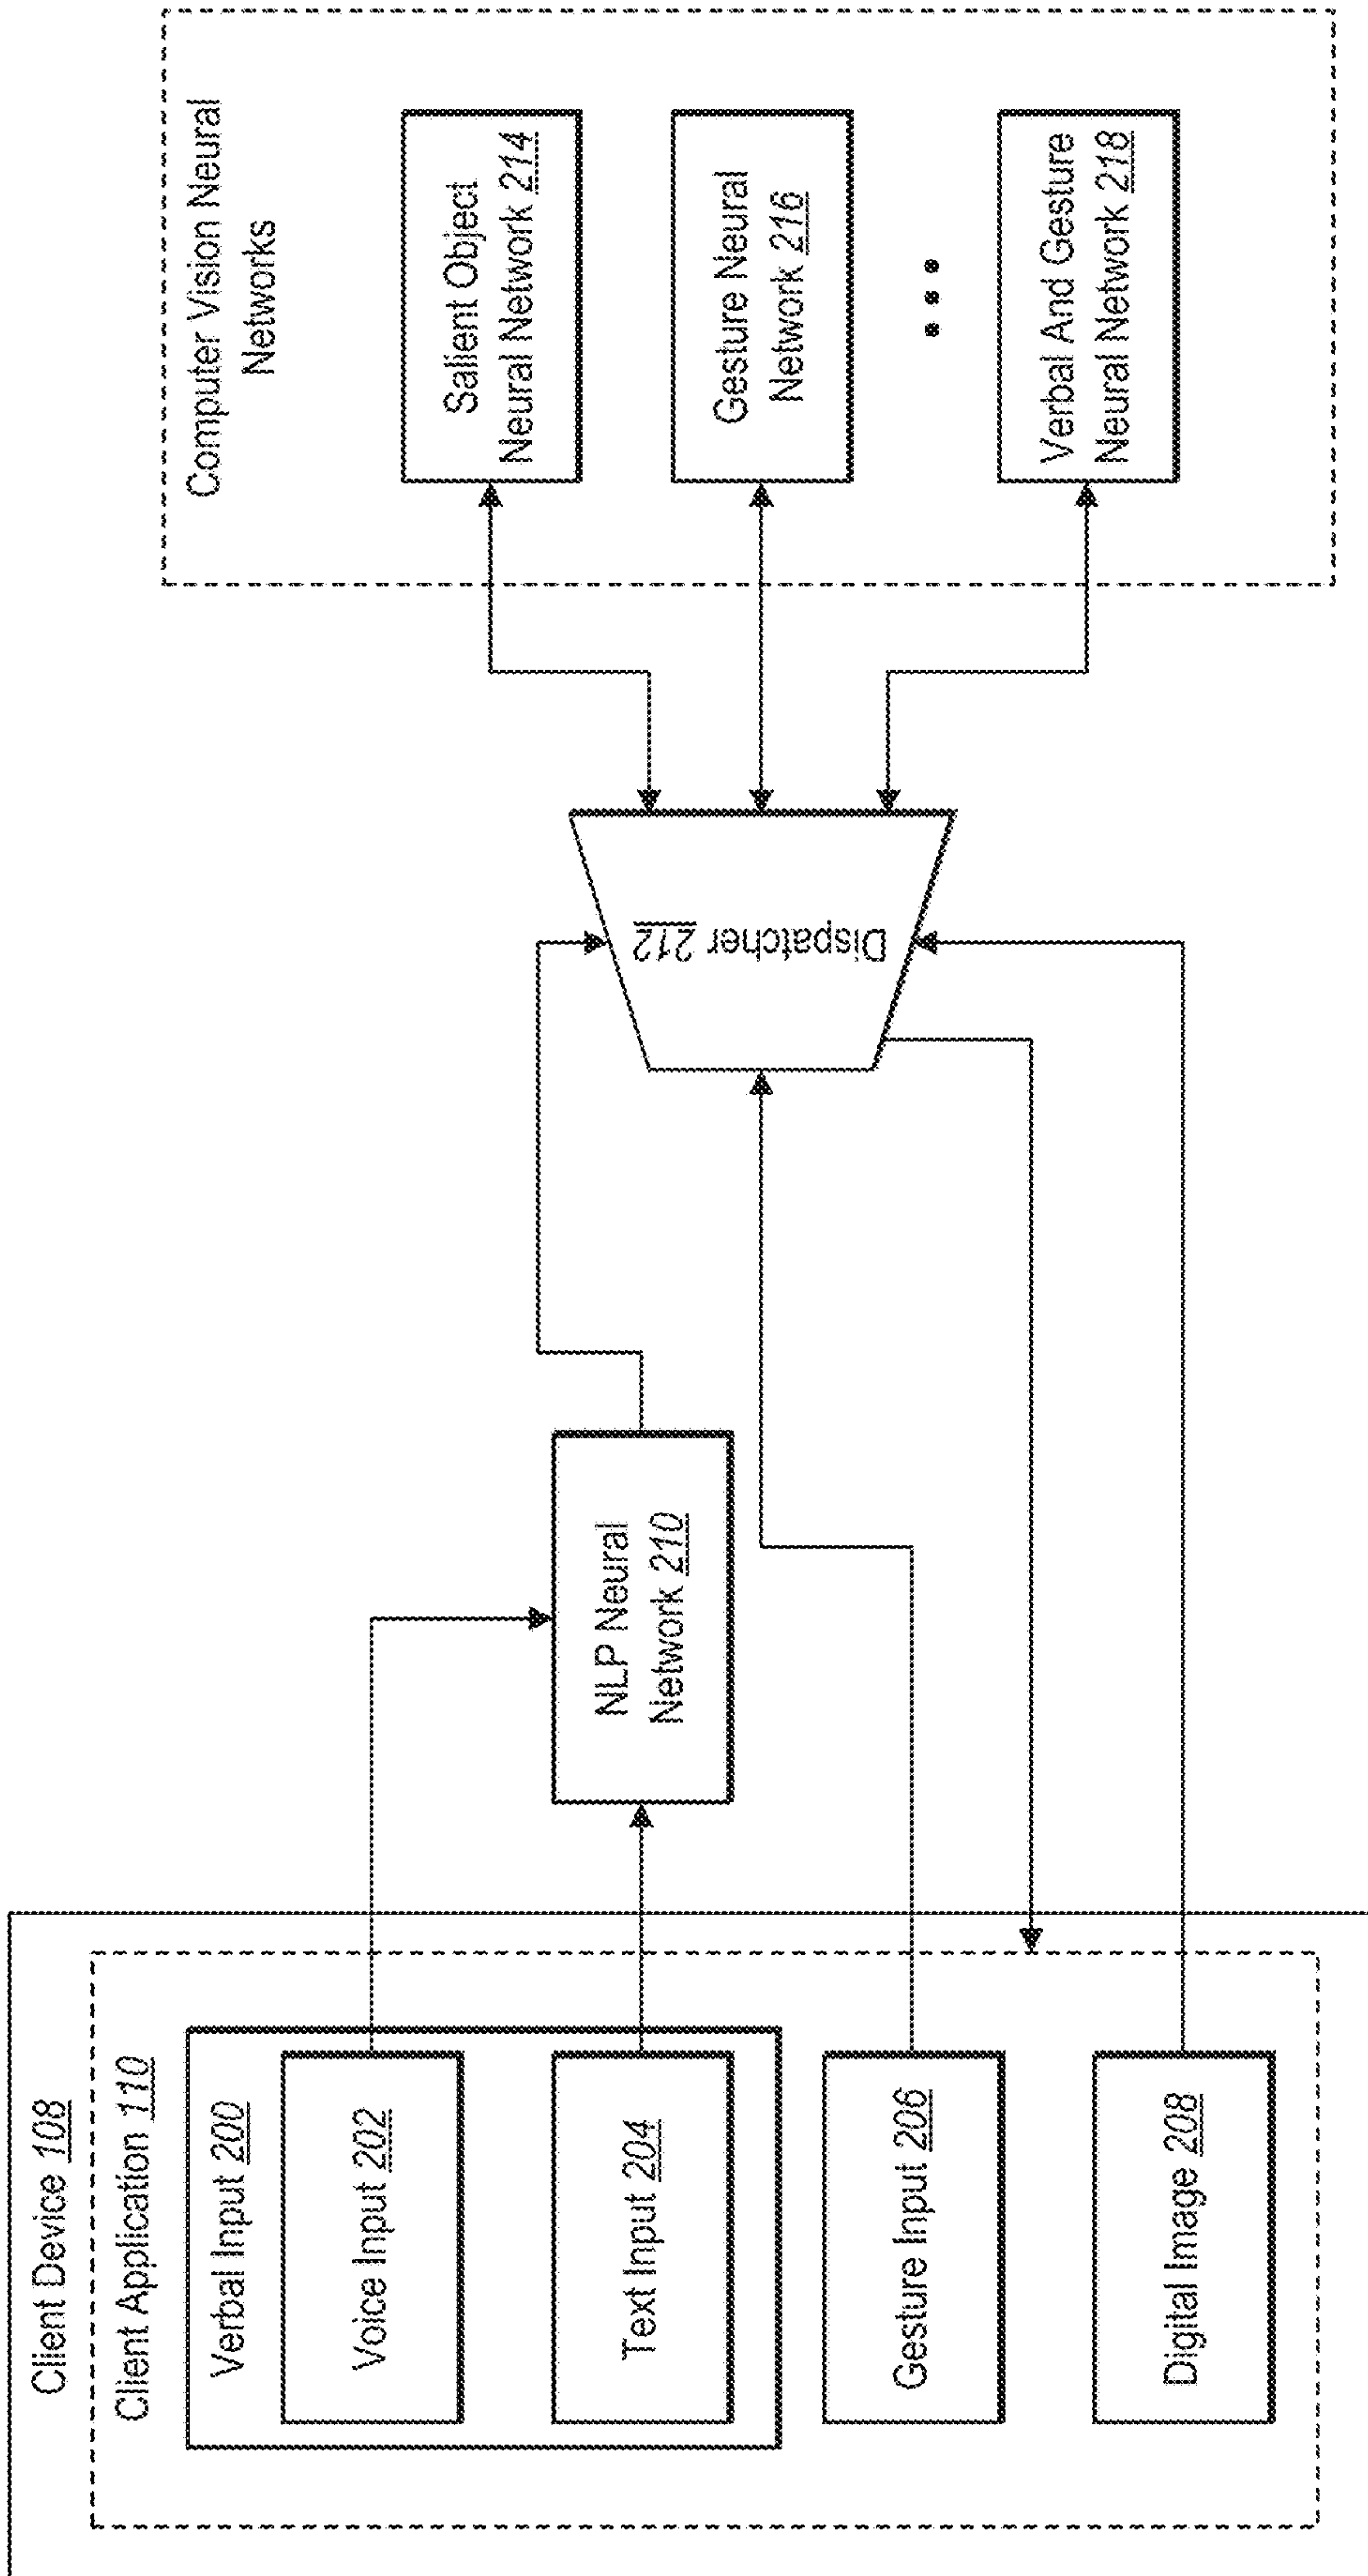 Client Device 108
Client Application 110
Verbal Input 200
Voice Input 202
Text Input 204
Gesture Input 206
Digital Image 208
NLP Neural
Network 210
Dispatcher 212
Computer Vision Neural
Networks
Salient Object
Neural Network 214
Gesture Neural
Network 216
Verbal And Gesture
Neural Network 218